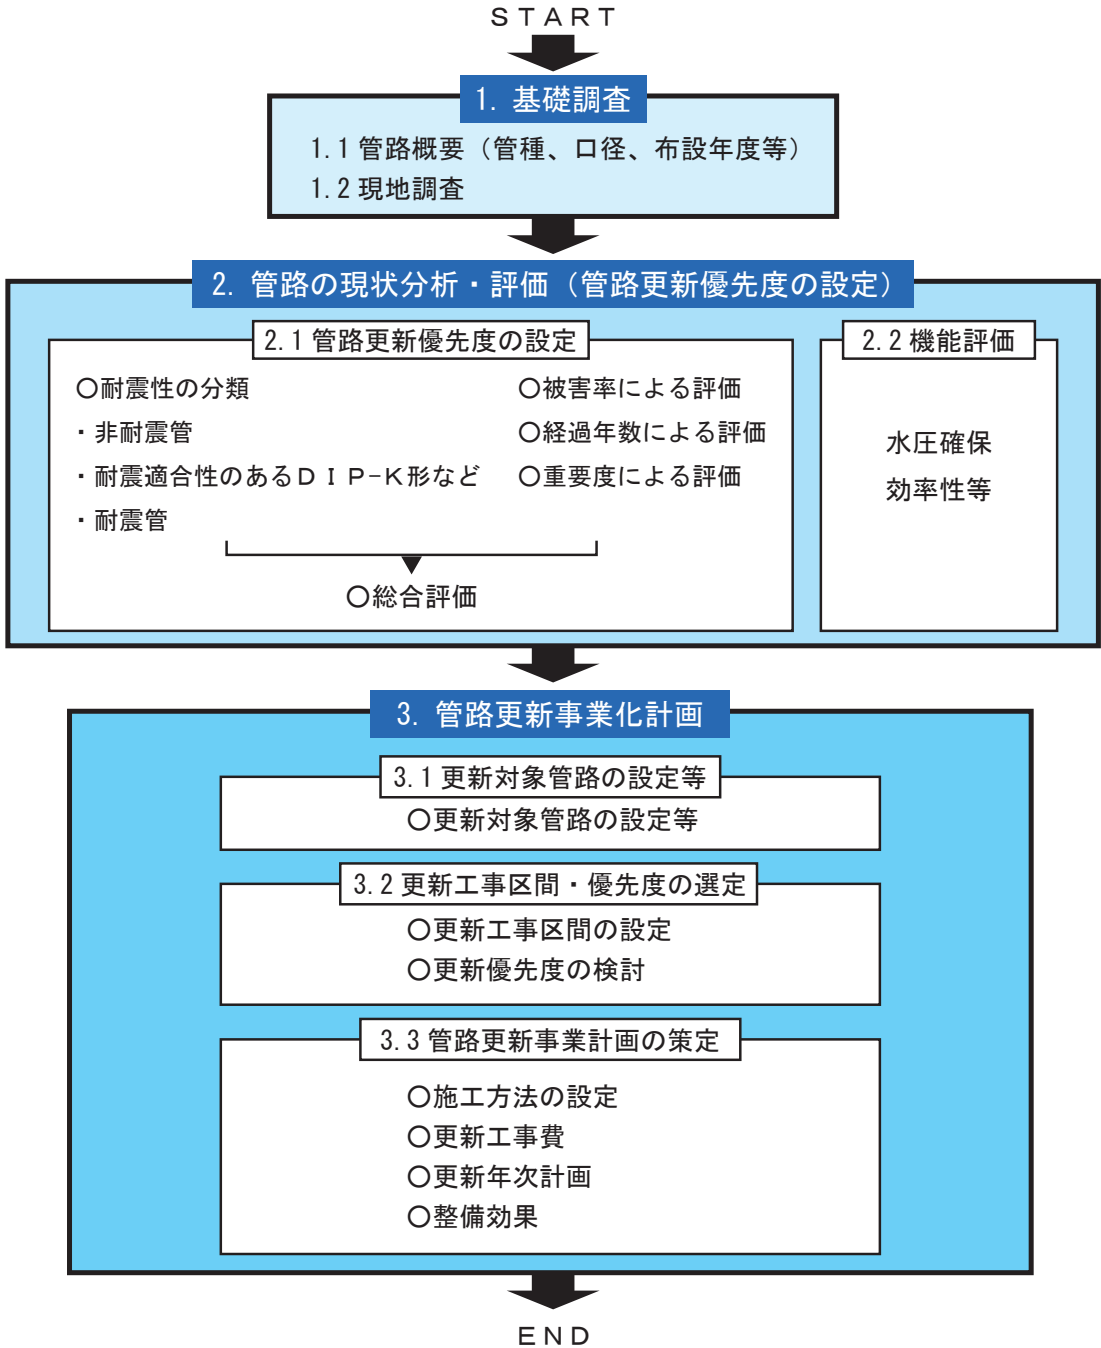 START
1. 基礎調査
1.1 管路概要（管種、口径、布設年度等）
1.2 現地調査
2. 管路の現状分析・評価（管路更新優先度の設定）
2.1 管路更新優先度の設定
○耐震性の分類
・非耐震管
・耐震適合性のあるＤＩＰ-Ｋ形など
・耐震管
○被害率による評価
○経過年数による評価
○重要度による評価
○総合評価
2.2 機能評価
水圧確保
効率性等
3. 管路更新事業化計画
3.1 更新対象管路の設定等
○更新対象管路の設定等
3.2 更新工事区間・優先度の選定
○更新工事区間の設定
○更新優先度の検討
3.3 管路更新事業計画の策定
○施工方法の設定
○更新工事費
○更新年次計画
○整備効果
END